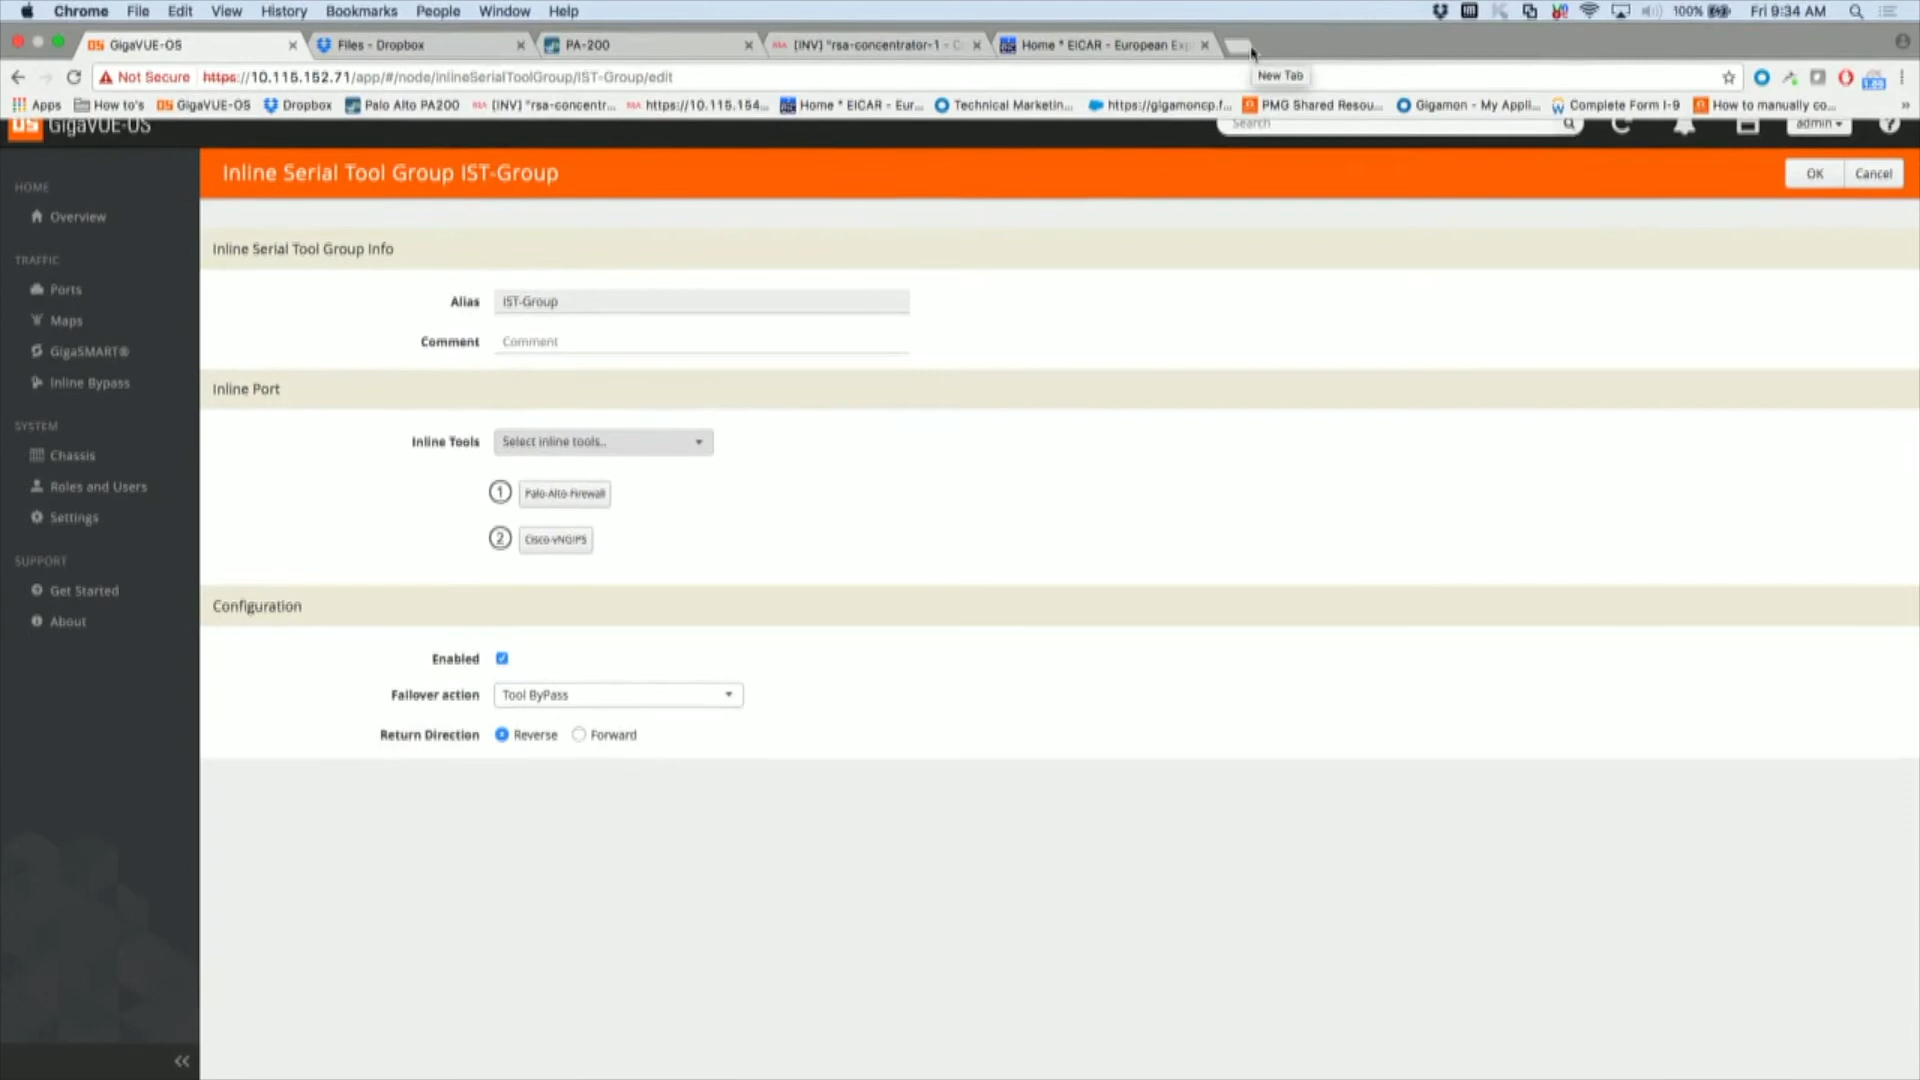 Chrome File Edit View History Bookmarks People Window Help 100% Fri 9:34 AM
GigaVUE-OS Files - Dropbox PA-200 [INV] "rsa-concentrator-1 - C Home * EICAR - European Exp
Not Secure https://10.115.152.71/app/#/node/inlineSerialToolGroup/IST-Group/edit
New Tab
Apps How to's GigaVUE-OS Dropbox Palo Alto PA200 [INV] "rsa-concentr... https://10.115.154... Home * EICAR - Eur... Technical Marketin... https://gigamoncp.f... PMG Shared Resou... Gigamon - My Appli... Complete Form I-9 How to manually co... »
GigaVUE-OS Search admin
Inline Serial Tool Group IST-Group OK Cancel
HOME
Overview
TRAFFIC
Ports
Maps
GigaSMART®
Inline Bypass
SYSTEM
Chassis
Roles and Users
Settings
SUPPORT
Get Started
About
Inline Serial Tool Group Info
Alias IST-Group
Comment Comment
Inline Port
Inline Tools Select inline tools..
1 Palo-Alto-Firewall
2 Cisco-vNGIPS
Configuration
Enabled
Failover action Tool ByPass
Return Direction Reverse Forward